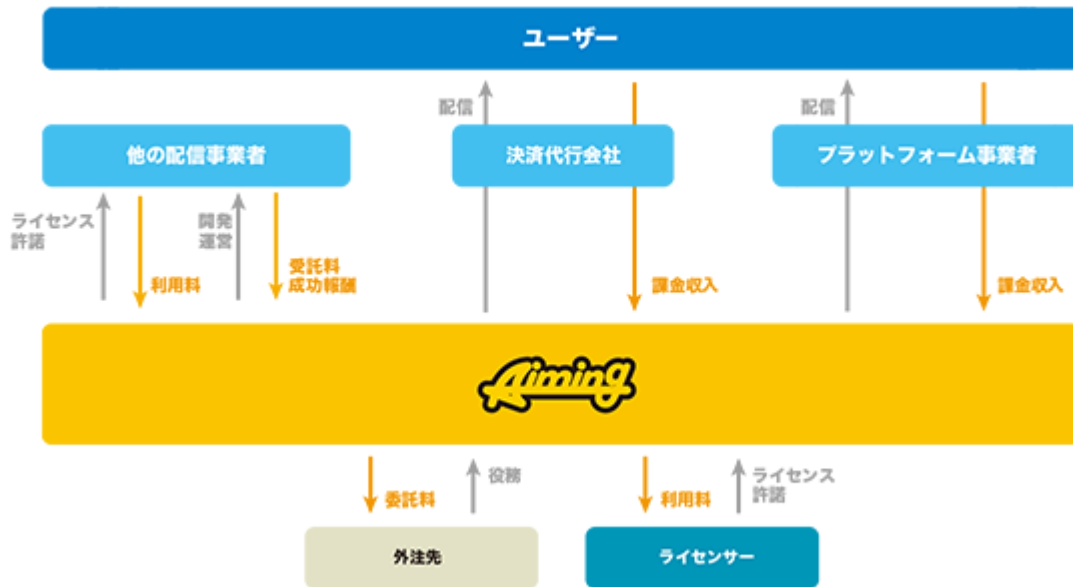 ユーザー
配信
配信
他の配信事業者
決済代行会社
プラットフォーム事業者
ライセンス
許諾
利用料
開発
運営
受託料
成功報酬
課金収入
課金収入
Aiming
委託料
役務
利用料
ライセンス
許諾
外注先
ライセンサー